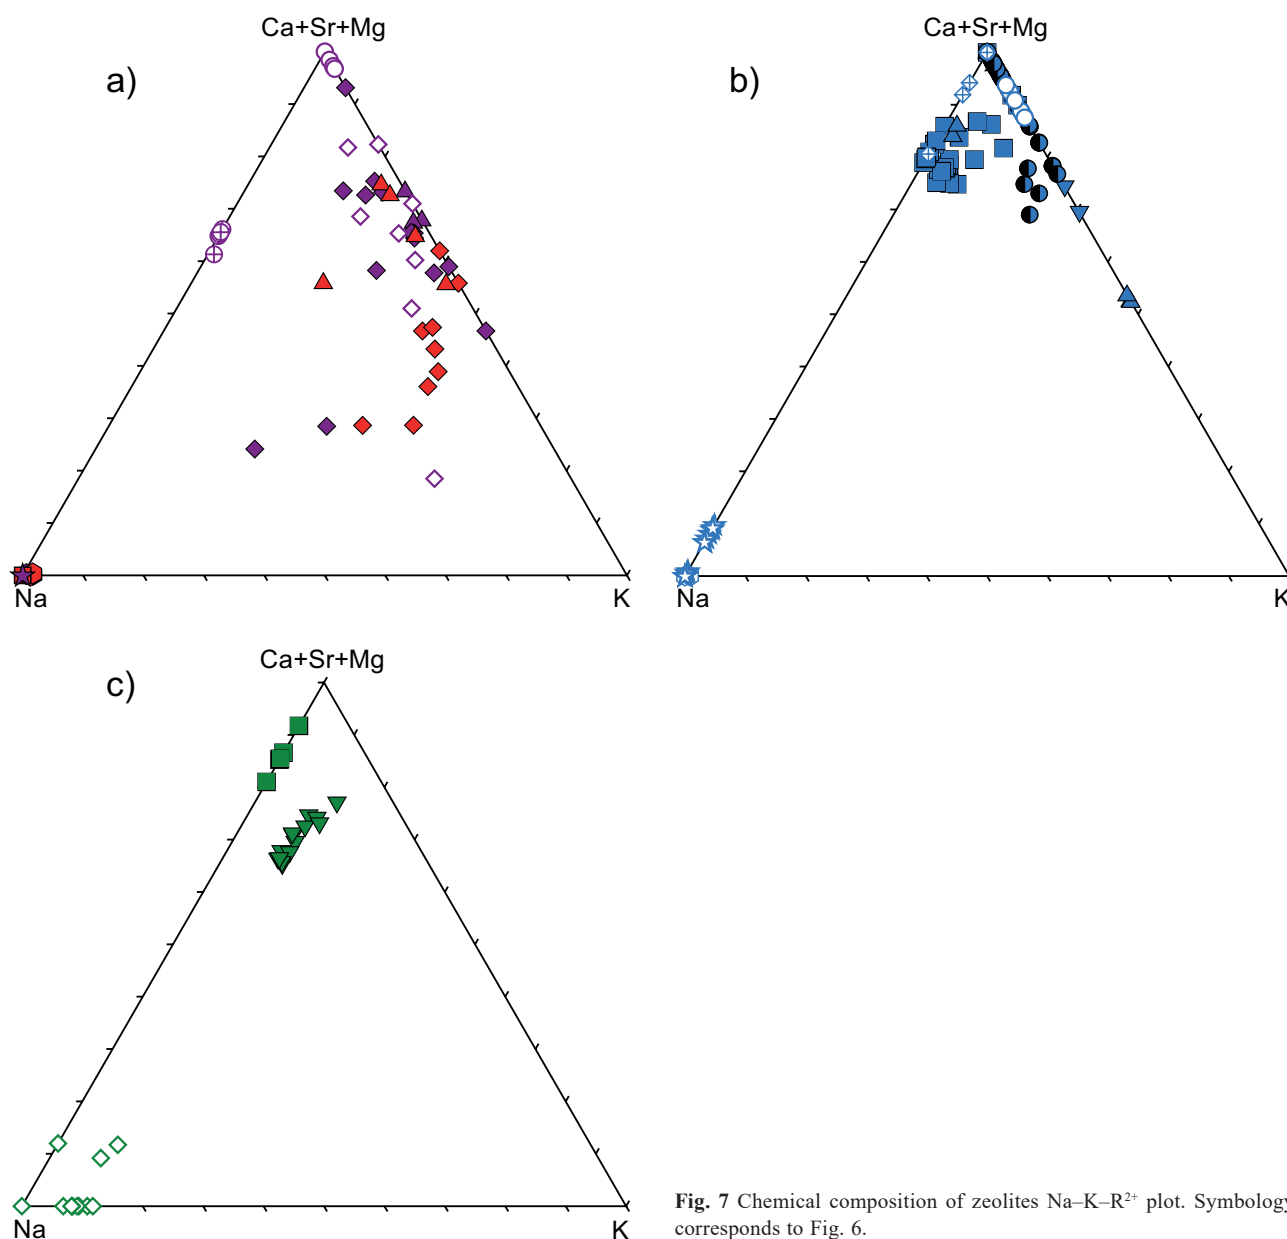 Ca+Sr+Mg
a)
Na
K
Ca+Sr+Mg
b)
Na
K
Ca+Sr+Mg
c)
Na
K
Fig. 7 Chemical composition of zeolites Na–K–R²⁺ plot. Symbology
corresponds to Fig. 6.